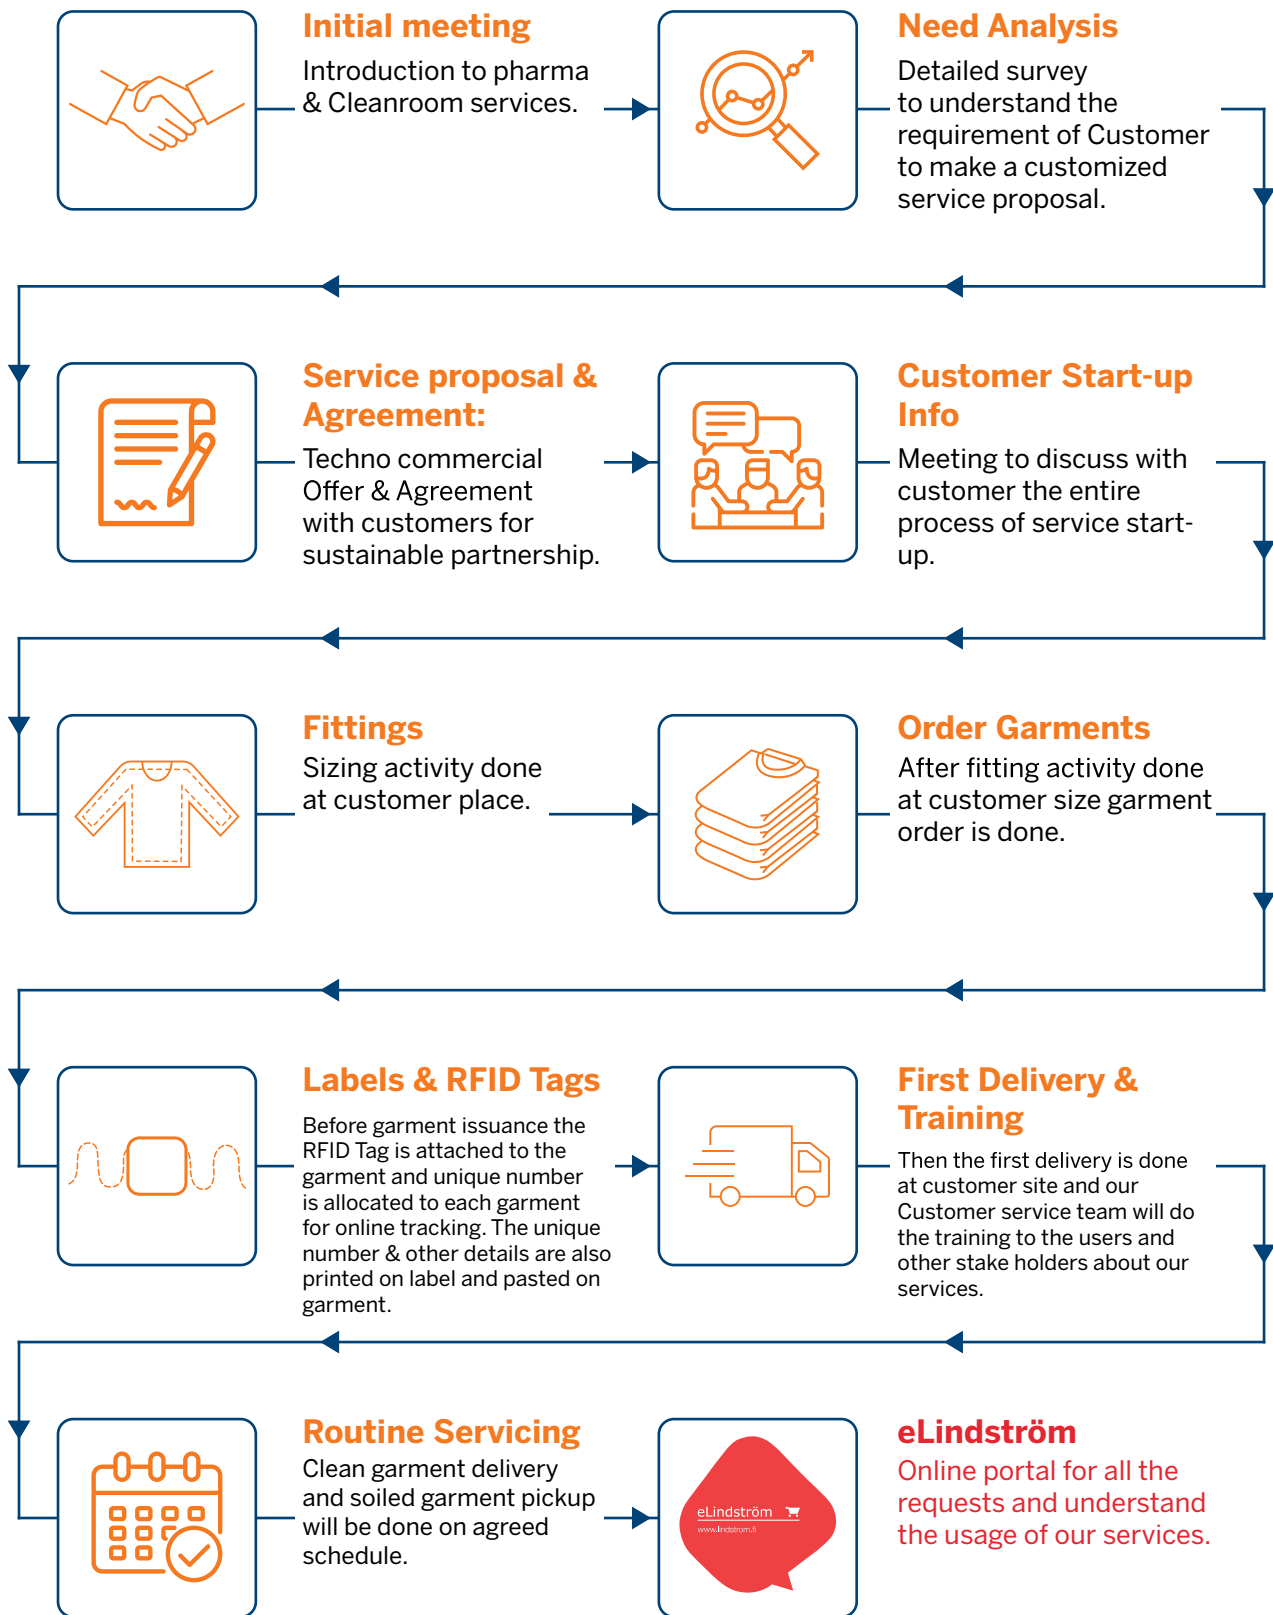 Initial meeting
Introduction to pharma
& Cleanroom services.
Need Analysis
Detailed survey
to understand the
requirement of Customer
to make a customized
service proposal.
Service proposal &
Agreement:
Techno commercial
Offer & Agreement
with customers for
sustainable partnership.
Customer Start-up
Info
Meeting to discuss with
customer the entire
process of service start-
up.
Fittings
Sizing activity done
at customer place.
Order Garments
After fitting activity done
at customer size garment
order is done.
Labels & RFID Tags
Before garment issuance the
RFID Tag is attached to the
garment and unique number
is allocated to each garment
for online tracking. The unique
number & other details are also
printed on label and pasted on
garment.
First Delivery &
Training
Then the first delivery is done
at customer site and our
Customer service team will do
the training to the users and
other stake holders about our
services.
Routine Servicing
Clean garment delivery
and soiled garment pickup
will be done on agreed
schedule.
eLindström
www.lindstrom.fi
eLindström
Online portal for all the
requests and understand
the usage of our services.